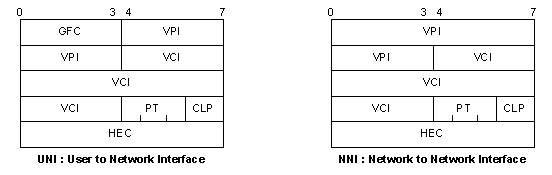 0 3 4 7
GFC VPI
VPI VCI
VCI
VCI PT CLP
HEC
UNI : User to Network Interface
0 3 4 7
VPI
VPI VCI
VCI
VCI PT CLP
HEC
NNI : Network to Network Interface